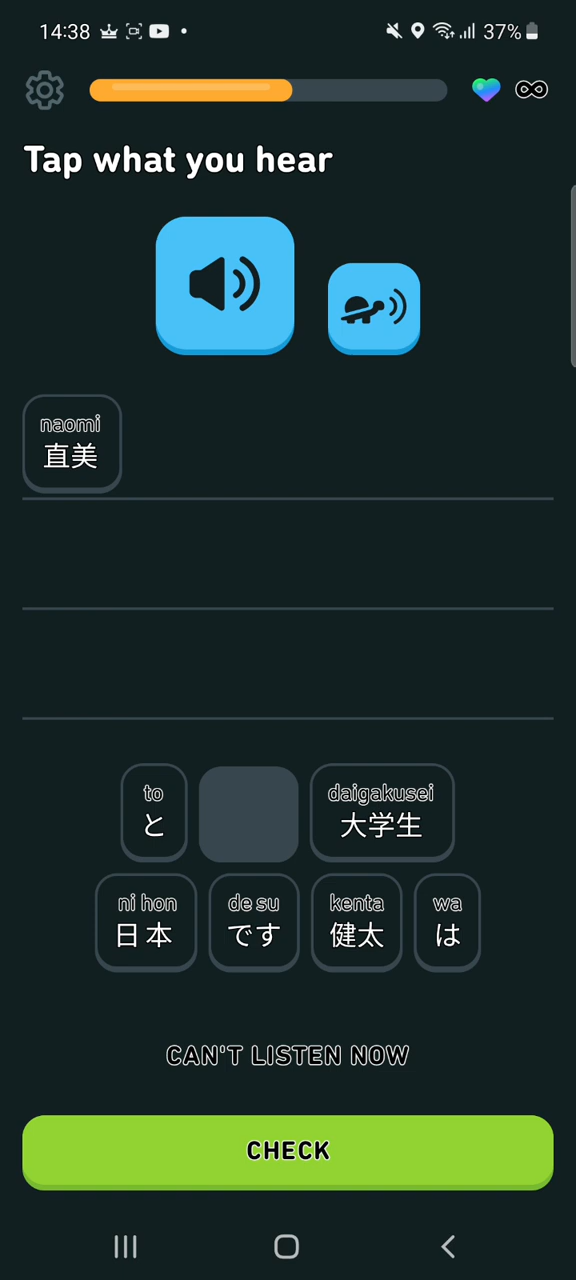 14:38
37%
Tap what you hear
naomi
直美
to
と
daigakusei
大学生
ni hon
日本
de su
です
kenta
健太
wa
は
CAN'T LISTEN NOW
CHECK